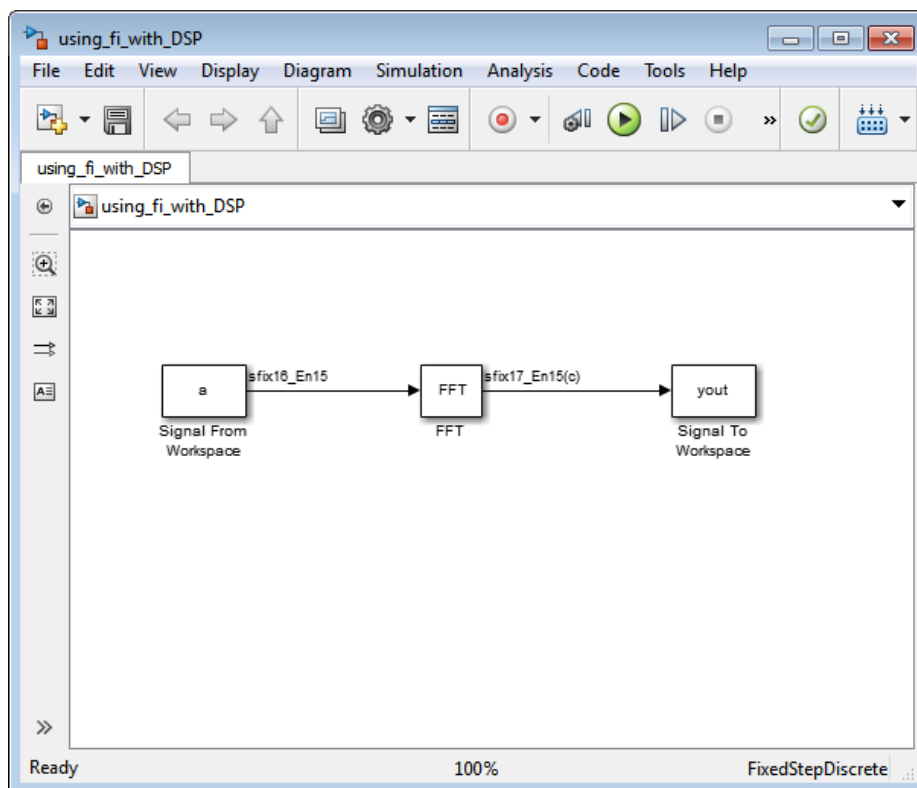 using_fi_with_DSP
File Edit View Display Diagram Simulation Analysis Code Tools Help
using_fi_with_DSP
using_fi_with_DSP
a
sfix16_En15
FFT
sfix17_En15(c)
yout
Signal From
Workspace
FFT
Signal To
Workspace
Ready 100% FixedStepDiscrete